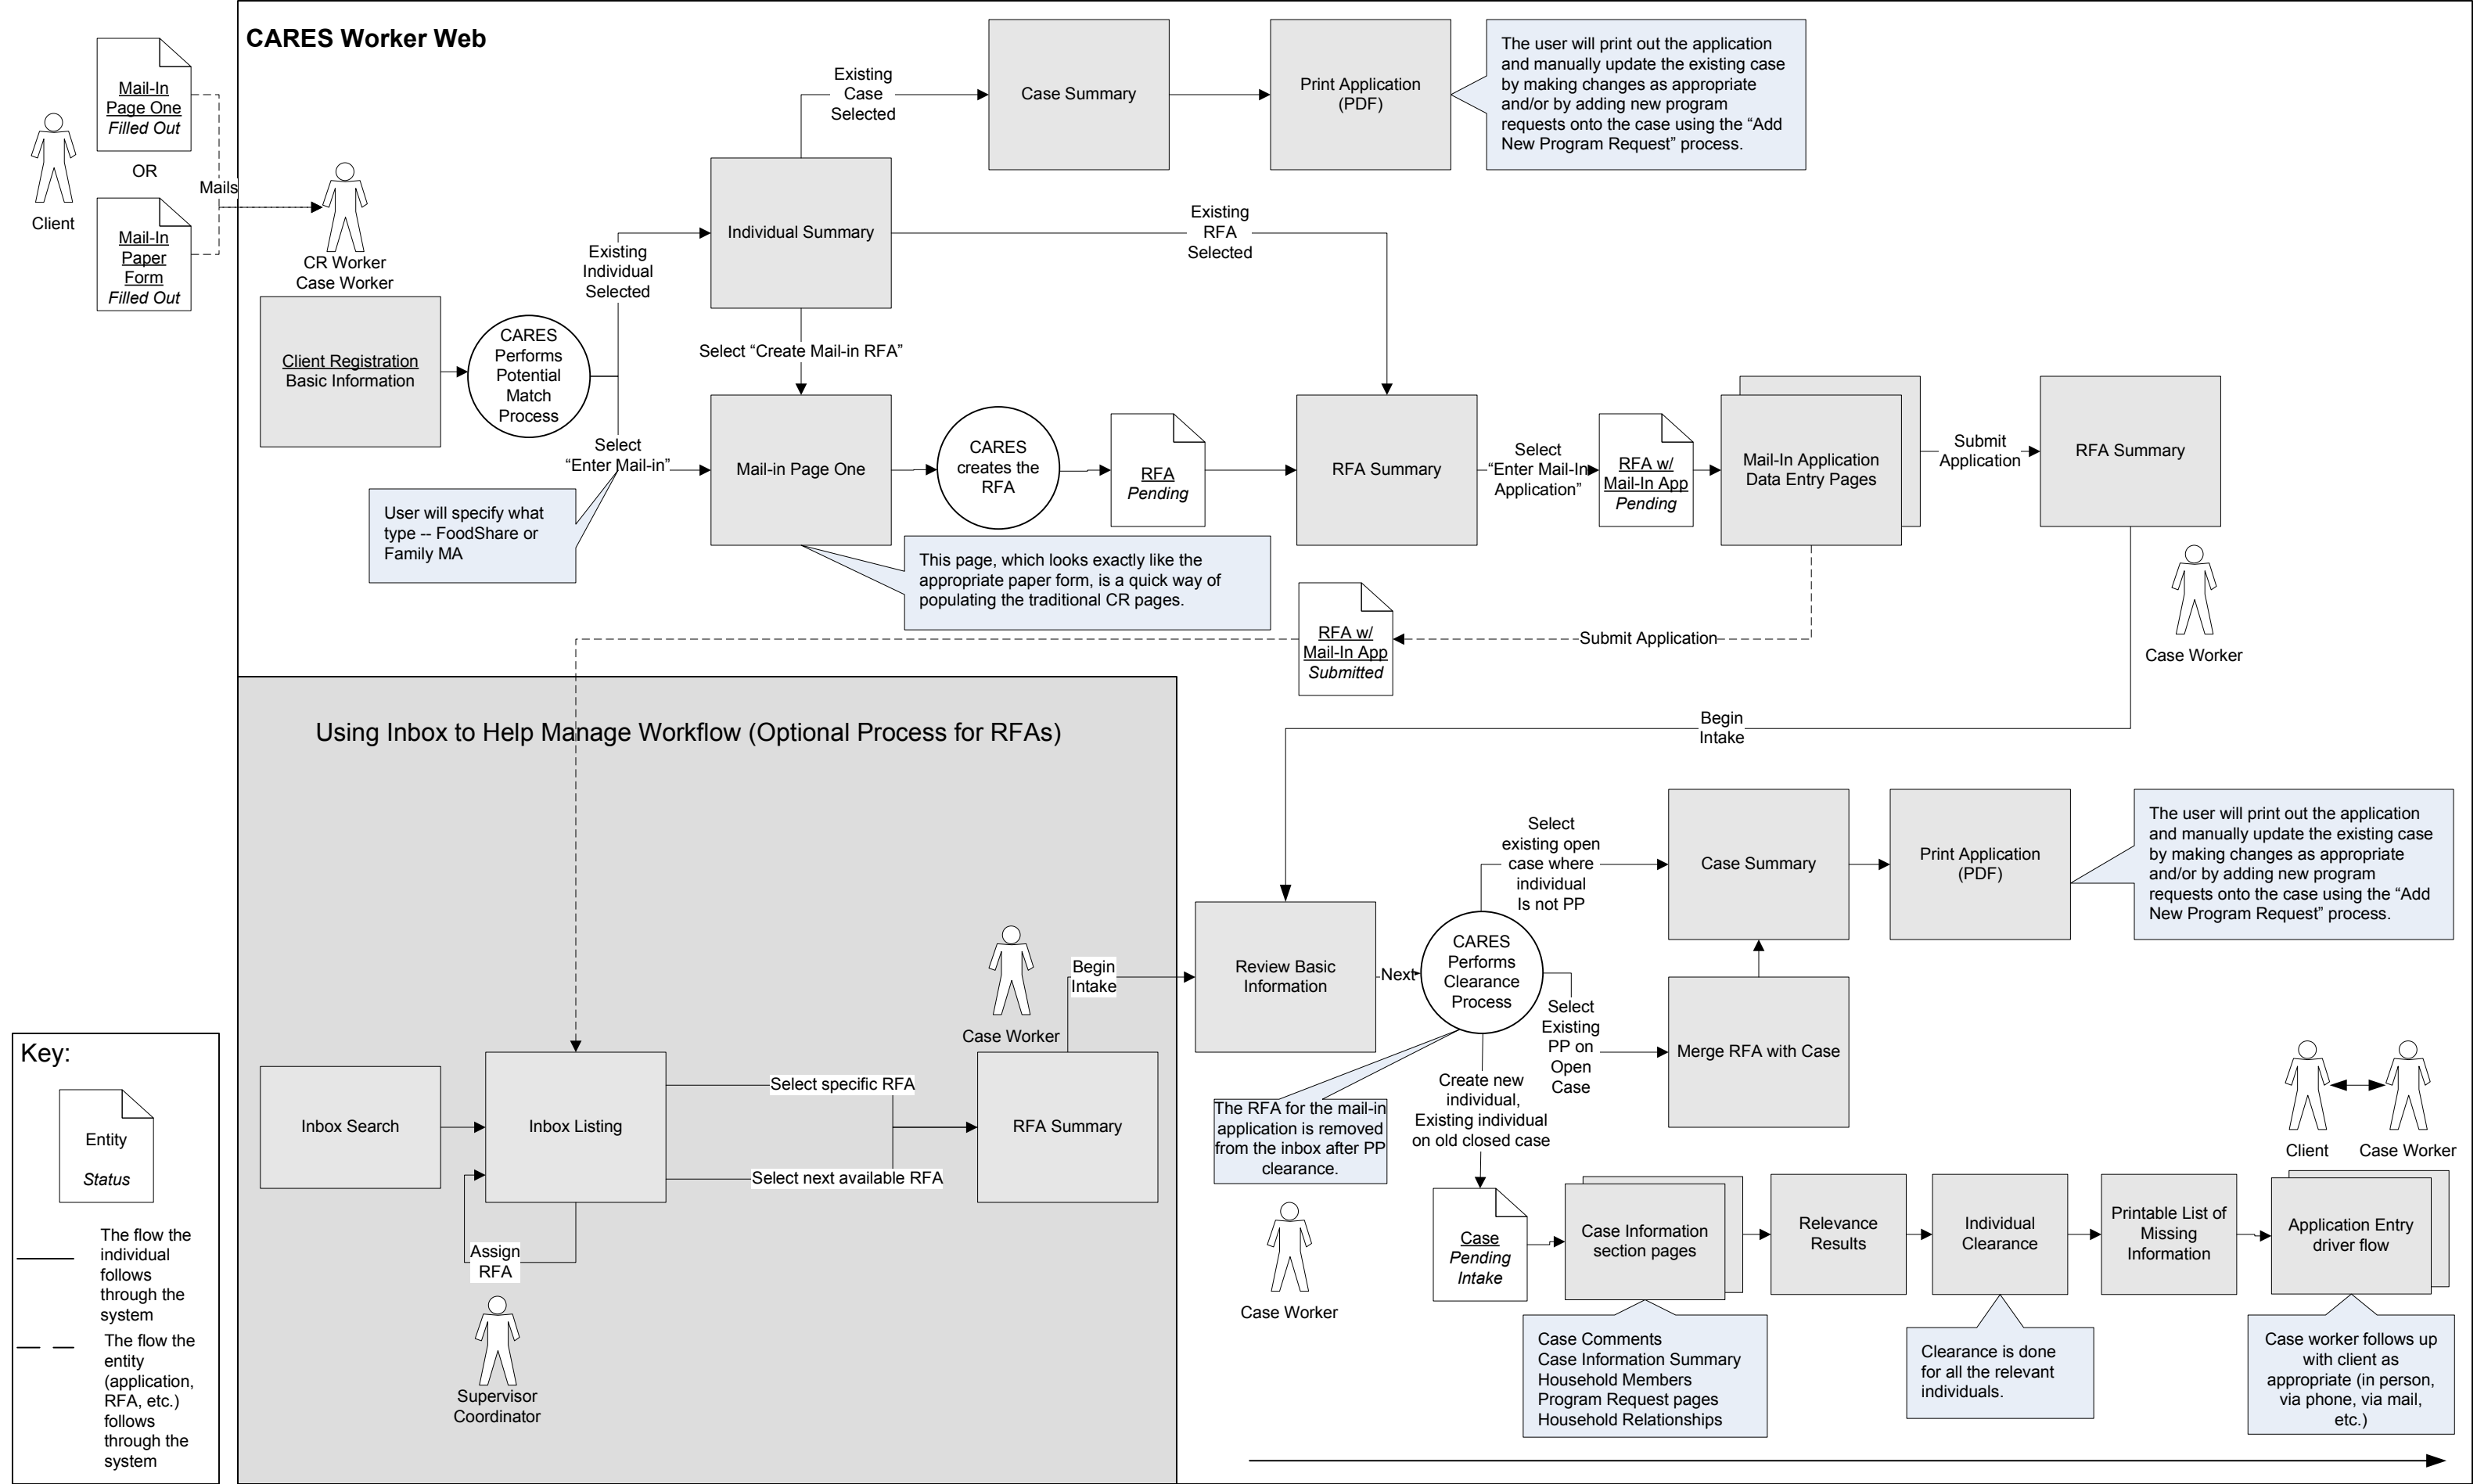 CARES Worker Web
Mail-In
Page One
Filled Out
OR
Mail-In
Paper
Form
Filled Out
Client
Mails
CR Worker
Case Worker
Client Registration
Basic Information
CARES
Performs
Potential
Match
Process
Existing
Individual
Selected
Select
“Enter Mail-in”
User will specify what
type -- FoodShare or
Family MA
Individual Summary
Existing
Case
Selected
Case Summary
Print Application
(PDF)
The user will print out the application
and manually update the existing case
by making changes as appropriate
and/or by adding new program
requests onto the case using the “Add
New Program Request” process.
Existing
RFA
Selected
Select “Create Mail-in RFA”
Mail-in Page One
This page, which looks exactly like the
appropriate paper form, is a quick way of
populating the traditional CR pages.
CARES
creates the
RFA
RFA
Pending
RFA Summary
Select
“Enter Mail-In
Application”
RFA w/
Mail-In App
Pending
Mail-In Application
Data Entry Pages
Submit
Application
RFA Summary
Case Worker
Submit Application
RFA w/
Mail-In App
Submitted
Begin
Intake
Using Inbox to Help Manage Workflow (Optional Process for RFAs)
Inbox Search
Inbox Listing
Select specific RFA
Select next available RFA
Assign
RFA
Supervisor
Coordinator
Case Worker
RFA Summary
Begin
Intake
Review Basic
Information
Next
CARES
Performs
Clearance
Process
Select
existing open
case where
individual
Is not PP
Case Summary
Print Application
(PDF)
The user will print out the application
and manually update the existing case
by making changes as appropriate
and/or by adding new program
requests onto the case using the “Add
New Program Request” process.
Select
Existing
PP on
Open
Case
Merge RFA with Case
The RFA for the mail-in
application is removed
from the inbox after PP
clearance.
Create new
individual,
Existing individual
on old closed case
Case Worker
Case
Pending
Intake
Case Information
section pages
Case Comments
Case Information Summary
Household Members
Program Request pages
Household Relationships
Relevance
Results
Individual
Clearance
Clearance is done
for all the relevant
individuals.
Printable List of
Missing
Information
Client
Case Worker
Application Entry
driver flow
Case worker follows up
with client as
appropriate (in person,
via phone, via mail,
etc.)
Key:
Entity
Status
The flow the
individual
follows
through the
system
The flow the
entity
(application,
RFA, etc.)
follows
through the
system